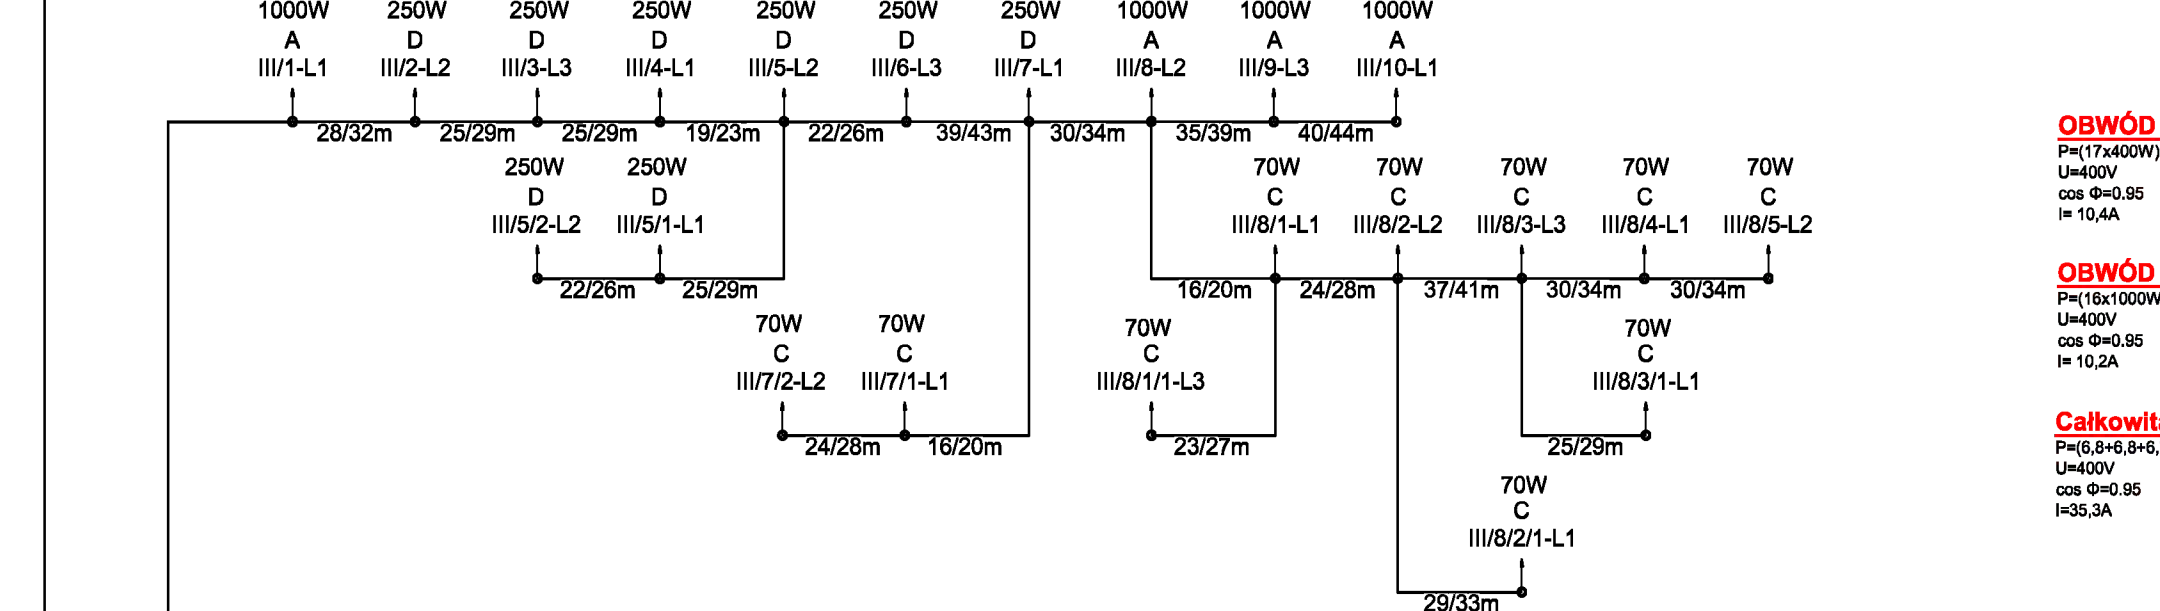 1000W 250W 250W 250W 250W 250W 250W 1000W 1000W 1000W
A D D D D D D A A A
III/1-L1 III/2-L2 III/3-L3 III/4-L1 III/5-L2 III/6-L3 III/7-L1 III/8-L2 III/9-L3 III/10-L1
28/32m 25/29m 25/29m 19/23m 22/26m 39/43m 30/34m 35/39m 40/44m
250W 250W 70W 70W 70W 70W 70W
D D C C C C C
III/5/2-L2 III/5/1-L1 III/8/1-L1 III/8/2-L2 III/8/3-L3 III/8/4-L1 III/8/5-L2
22/26m 25/29m 16/20m 24/28m 37/41m 30/34m 30/34m
70W 70W 70W 70W
C C C C
III/7/2-L2 III/7/1-L1 III/8/1/1-L3 III/8/3/1-L1
24/28m 16/20m 23/27m 25/29m
70W
C
III/8/2/1-L1
29/33m
OBWÓD
P=(17x400W)
U=400V
cos Φ=0.95
I= 10,4A
OBWÓD
P=(16x1000W
U=400V
cos Φ=0.95
I= 10,2A
Całkowita
P=(6,8+6,8+6,
U=400V
cos Φ=0.95
I=35,3A